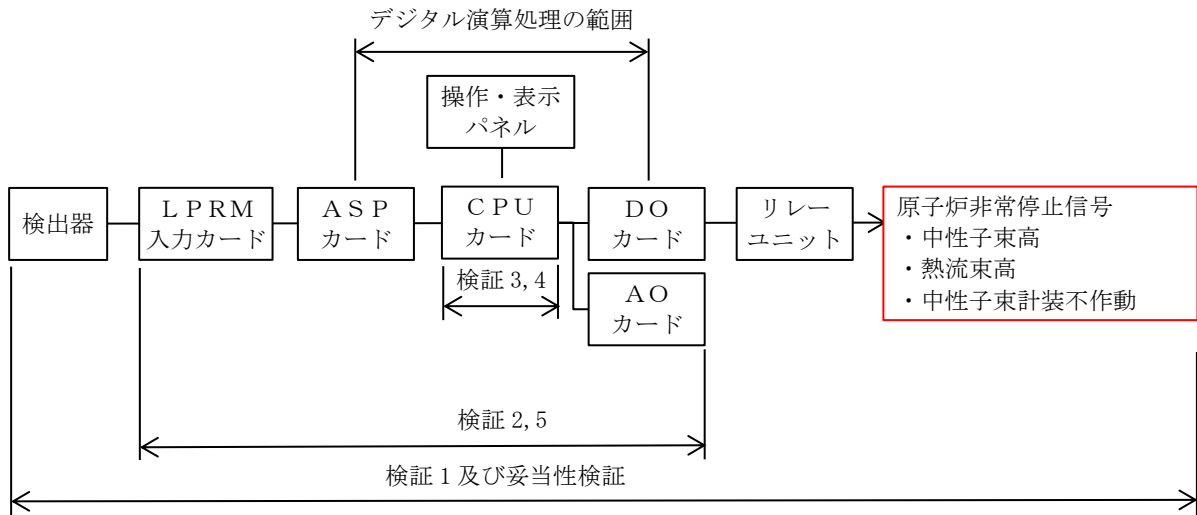 デジタル演算処理の範囲
操作・表示
パネル
検出器
ＬＰＲＭ
入力カード
ＡＳＰ
カード
ＣＰＵ
カード
ＤＯ
カード
リレー
ユニット
原子炉非常停止信号
・中性子束高
・熱流束高
・中性子束計装不作動
検証 3, 4
ＡＯ
カード
検証 2, 5
検証 1 及び妥当性検証